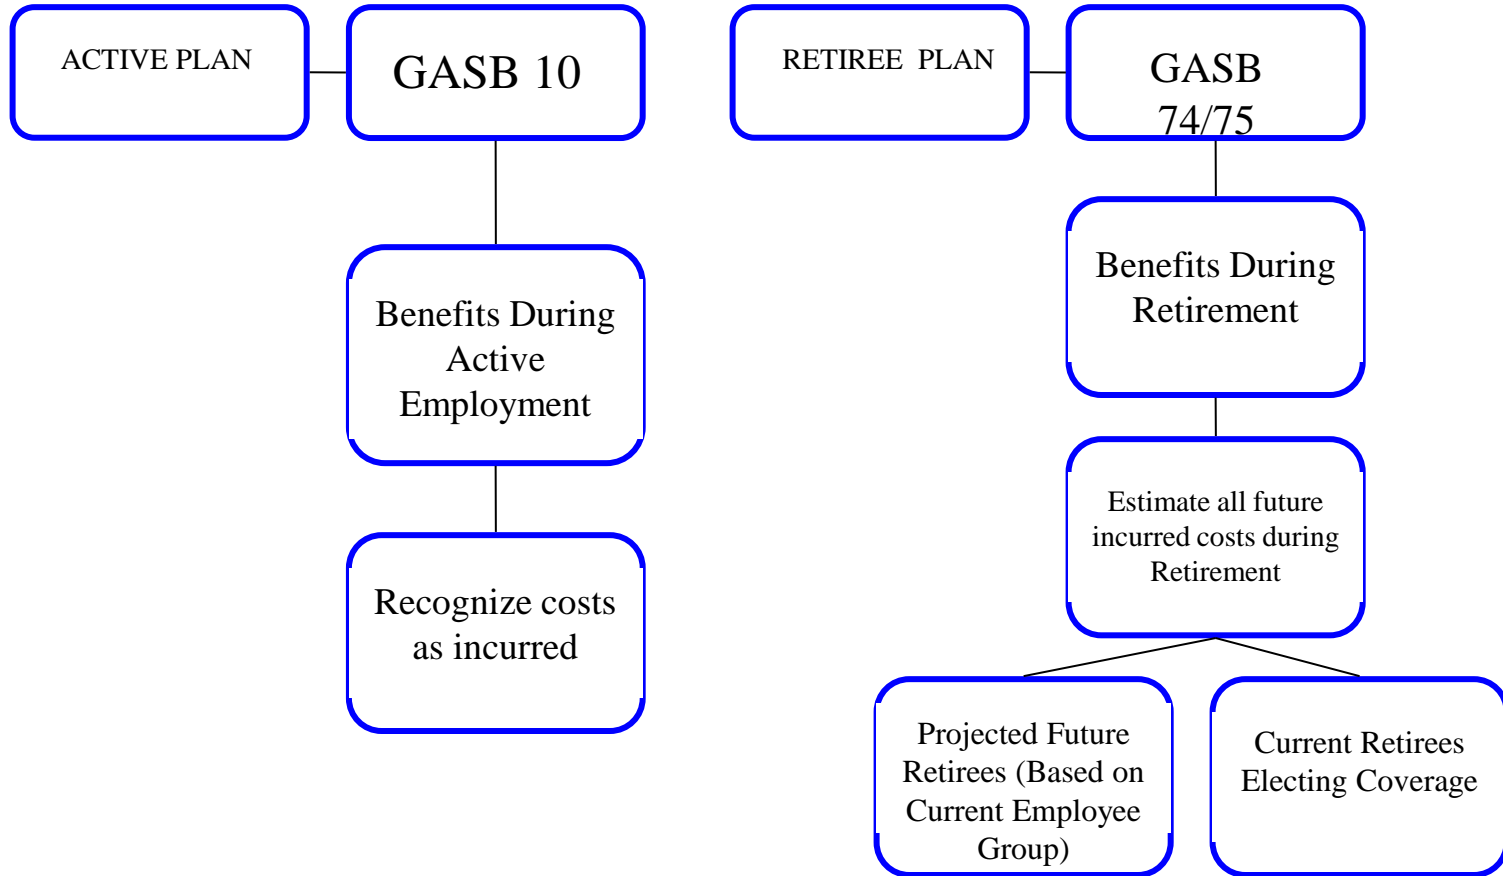 ACTIVE PLAN
GASB 10
Benefits During
Active
Employment
Recognize costs
as incurred
RETIREE PLAN
GASB
74/75
Benefits During
Retirement
Estimate all future
incurred costs during
Retirement
Projected Future
Retirees (Based on
Current Employee
Group)
Current Retirees
Electing Coverage